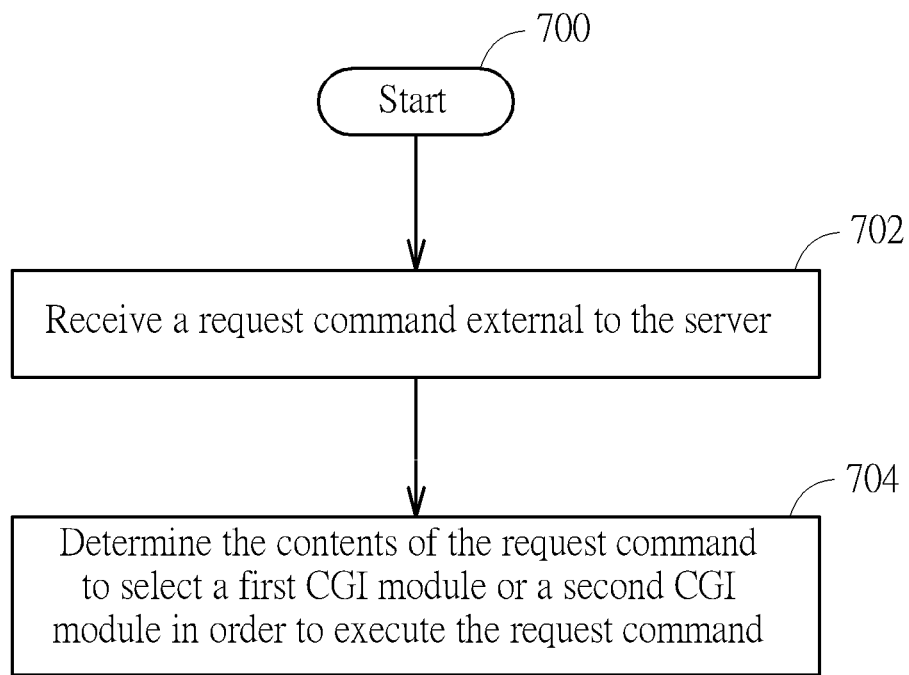 700
Start
702
Receive a request command external to the server
704
Determine the contents of the request command
to select a first CGI module or a second CGI
module in order to execute the request command